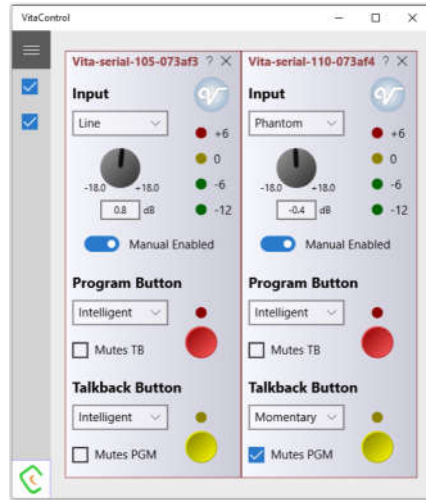 VitaControl
Vita-serial-105-073af3 ?
Input
Line
+6
0
-6
-12
-18.0 +18.0
0.8 dB
Manual Enabled
Program Button
Intelligent
Mutes TB
Talkback Button
Intelligent
Mutes PGM
Vita-serial-110-073af4 ?
Input
Phantom
+6
0
-6
-12
-18.0 +18.0
-0.4 dB
Manual Enabled
Program Button
Intelligent
Mutes TB
Talkback Button
Momentary
Mutes PGM